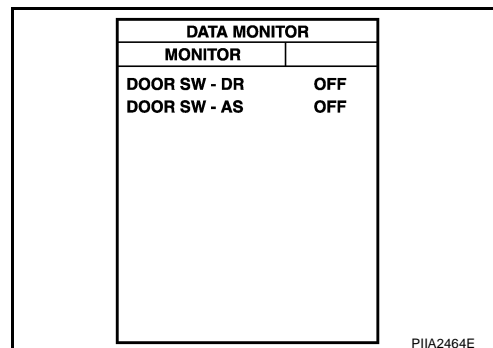 DATA MONITOR
MONITOR
DOOR SW - DR OFF
DOOR SW - AS OFF
PIIA2464E